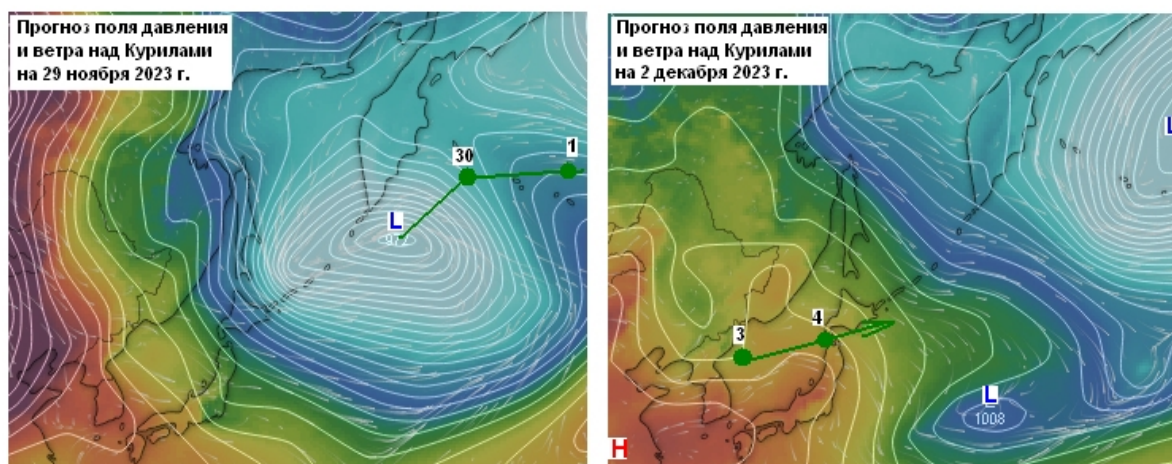 Прогноз поля давления
и ветра над Курилами
на 29 ноября 2023 г.
30
1
L
Прогноз поля давления
и ветра над Курилами
на 2 декабря 2023 г.
L
3
4
L
1008
H